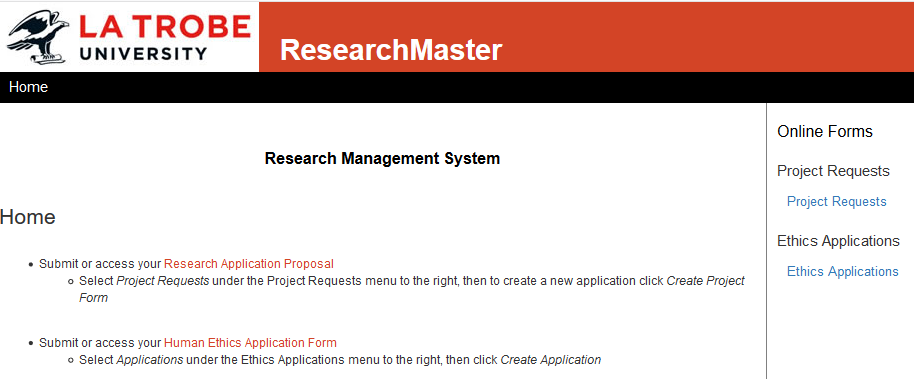 LA TROBE
UNIVERSITY
ResearchMaster
Home
Research Management System
Home
Submit or access your Research Application Proposal
Select Project Requests under the Project Requests menu to the right, then to create a new application click Create Project
Form
Submit or access your Human Ethics Application Form
Select Applications under the Ethics Applications menu to the right, then click Create Application
Online Forms
Project Requests
Project Requests
Ethics Applications
Ethics Applications